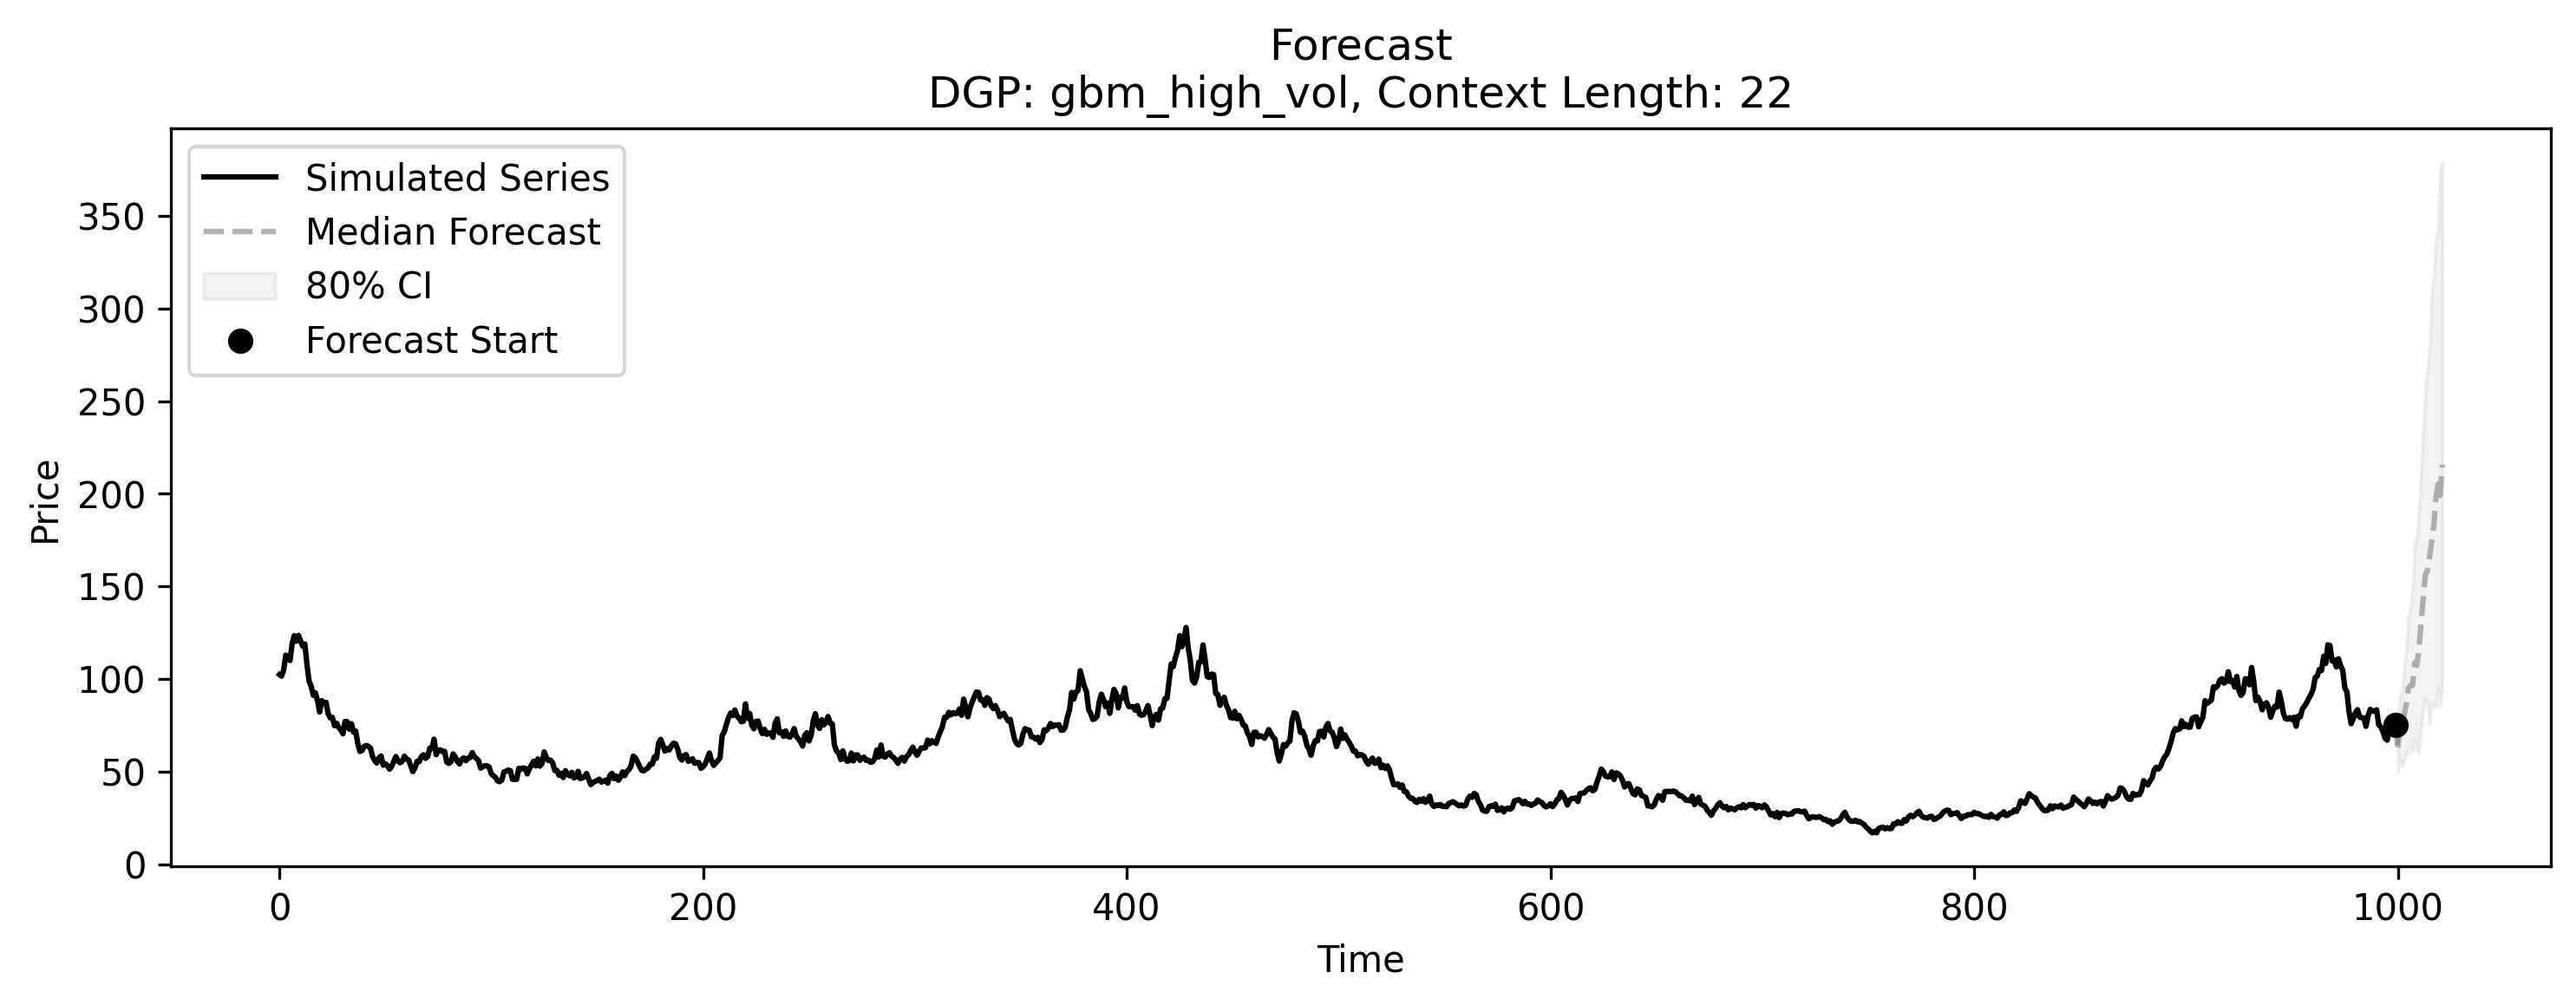 Forecast
DGP: gbm_high_vol, Context Length: 22
Simulated Series
Median Forecast
80% CI
Forecast Start
350
300
250
200
150
100
50
0
Price
0 200 400 600 800 1000
Time